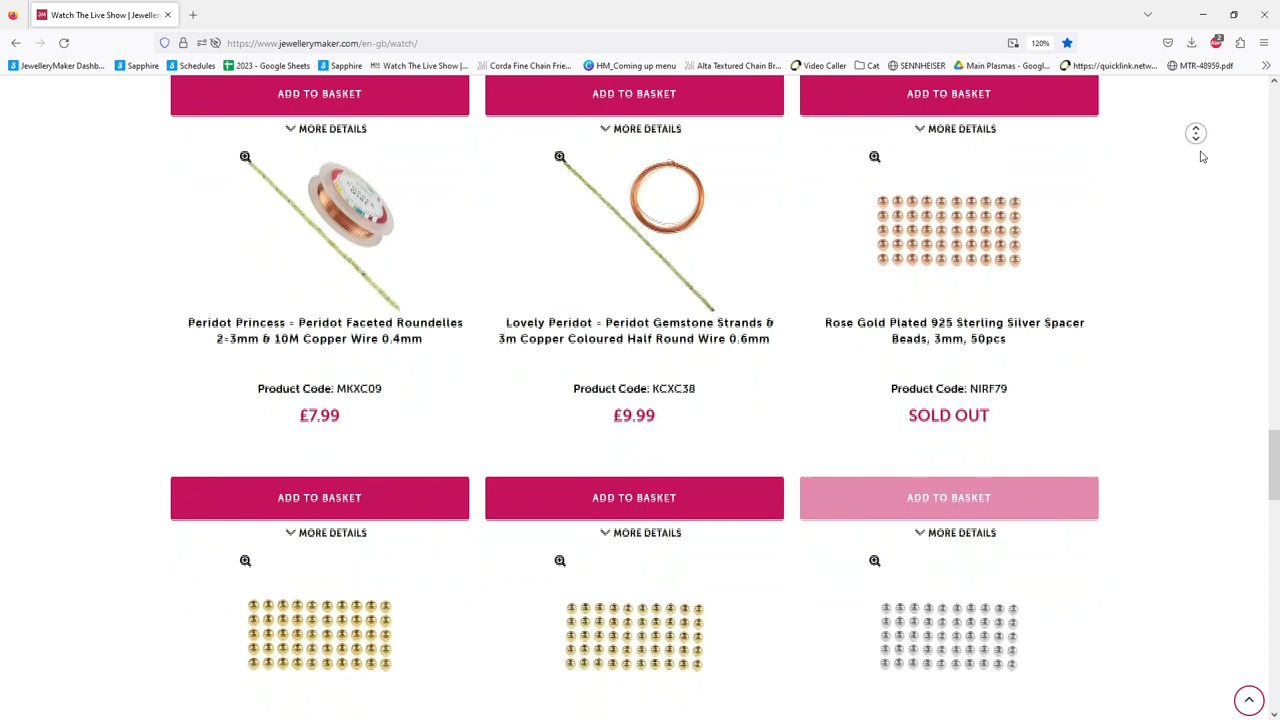 Watch The Live Show | Jeweller
https://www.jewellerymaker.com/en-gb/watch/
120%
2
JewelleryMaker Dashb...
Sapphire
Schedules
2023 - Google Sheets
Sapphire
Watch The Live Show |...
Corda Fine Chain Frie...
HM_Coming up menu
Alta Textured Chain Br...
Video Caller
Cat
SENNHEISER
Main Plasmas - Googl...
https://quicklink.netw...
MTR-48959.pdf
ADD TO BASKET
ADD TO BASKET
ADD TO BASKET
MORE DETAILS
MORE DETAILS
MORE DETAILS
Peridot Princess = Peridot Faceted Roundelles
2=3mm & 10M Copper Wire 0.4mm
Product Code: MKXC09
£7.99
ADD TO BASKET
MORE DETAILS
Lovely Peridot = Peridot Gemstone Strands &
3m Copper Coloured Half Round Wire 0.6mm
Product Code: KCXC38
£9.99
ADD TO BASKET
MORE DETAILS
Rose Gold Plated 925 Sterling Silver Spacer
Beads, 3mm, 50pcs
Product Code: NIRF79
SOLD OUT
ADD TO BASKET
MORE DETAILS